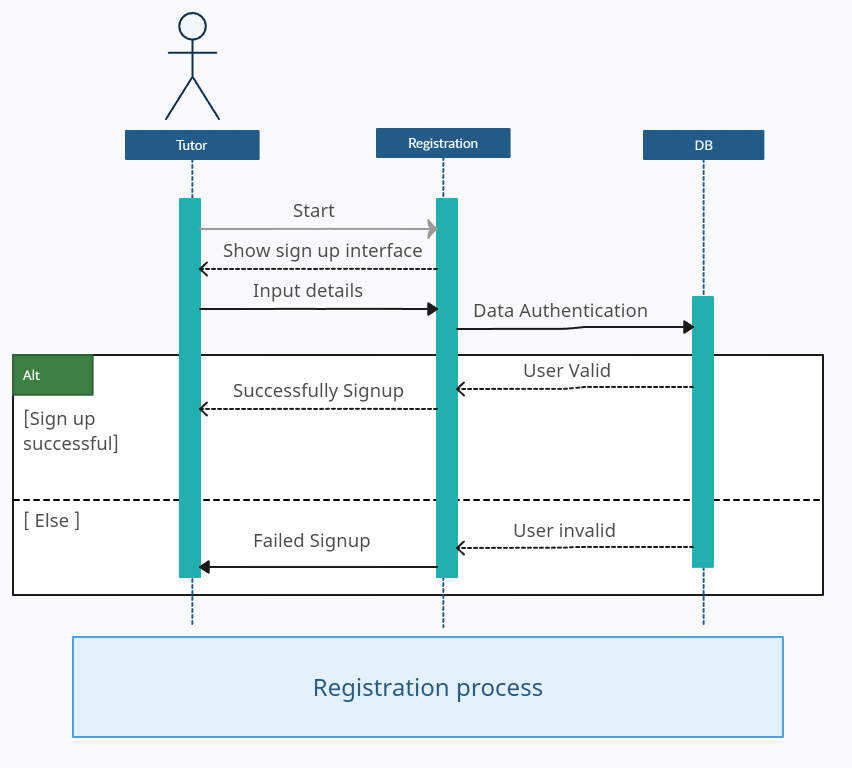 Tutor
Registration
DB
Start
Show sign up interface
Input details
Data Authentication
Alt
User Valid
Successfully Signup
[Sign up
successful]
[ Else ]
User invalid
Failed Signup
Registration process